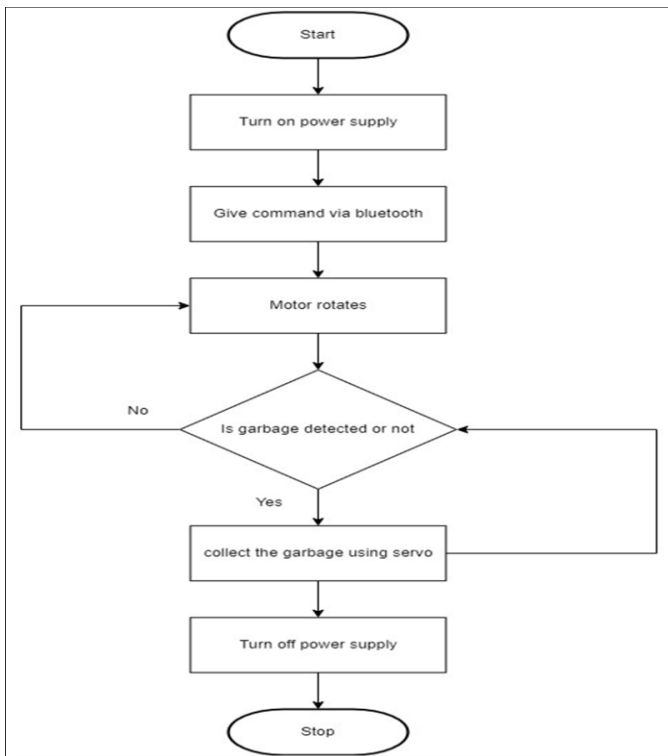 Start
Turn on power supply
Give command via bluetooth
Motor rotates
No
Is garbage detected or not
Yes
collect the garbage using servo
Turn off power supply
Stop